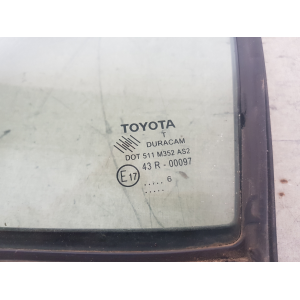 TOYOTA
T
DURACAM
DOT 511 M352 AS2
E17 43 R - 00097
..... 6
.....